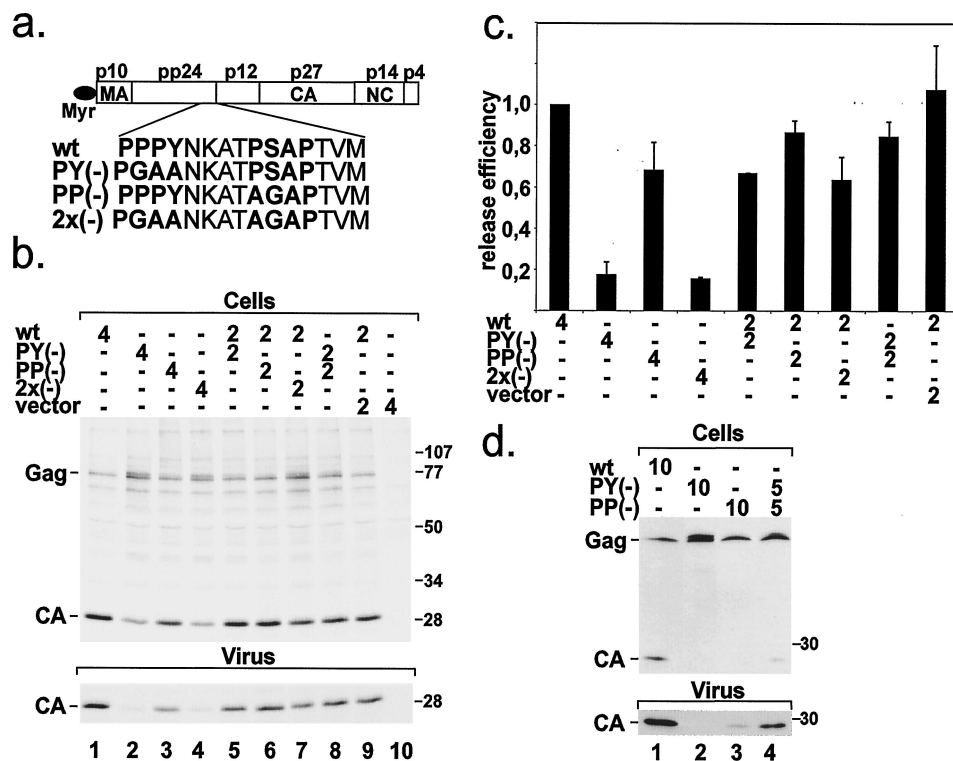 a.
p10 pp24 p12 p27 p14 p4
MA CA NC
Myr
wt PPPYNKATPSAPTVM
PY(-) PGAANKATPSAPTVM
PP(-) PPPYNKATAGAPTVM
2x(-) PGAANKATAGAPTVM
b.
Cells
wt 4 - - - 2 2 2 - 2 -
PY(-) - 4 - - 2 - - 2 - -
PP(-) - - 4 - - 2 - 2 - -
2x(-) - - - 4 - - 2 - - -
vector - - - - - - - - 2 4
Gag
-107
-77
-50
-34
CA
-28
Virus
CA
-28
1 2 3 4 5 6 7 8 9 10
c.
release efficiency
1,0
0,8
0,6
0,4
0,2
wt 4 - - - 2 2 2 - 2
PY(-) - 4 - - 2 - - 2 -
PP(-) - - 4 - - 2 - 2 -
2x(-) - - - 4 - - 2 - -
vector - - - - - - - - 2
d.
Cells
wt 10 - - -
PY(-) - 10 - 5
PP(-) - - 10 5
Gag
CA
-30
Virus
CA
-30
1 2 3 4